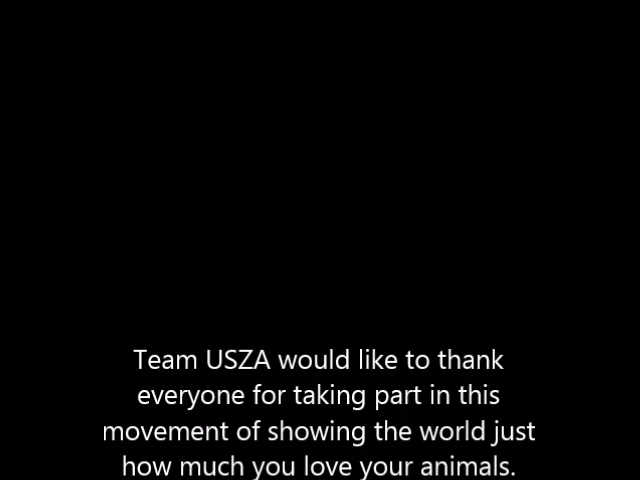 Team USZA would like to thank
everyone for taking part in this
movement of showing the world just
how much you love your animals.